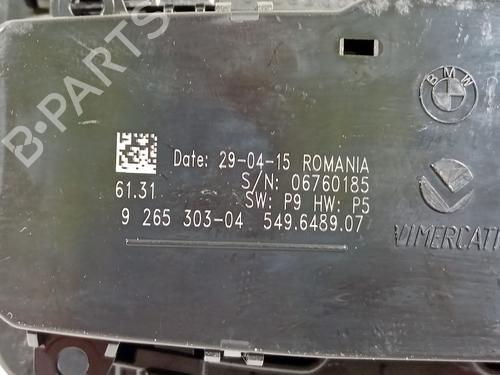 BMW
Date: 29-04-15 ROMANIA
S/N: 06760185
61.31 SW: P9 HW: P5
9 265 303-04 549.6489.07
VIMERCATI
B-PARTS